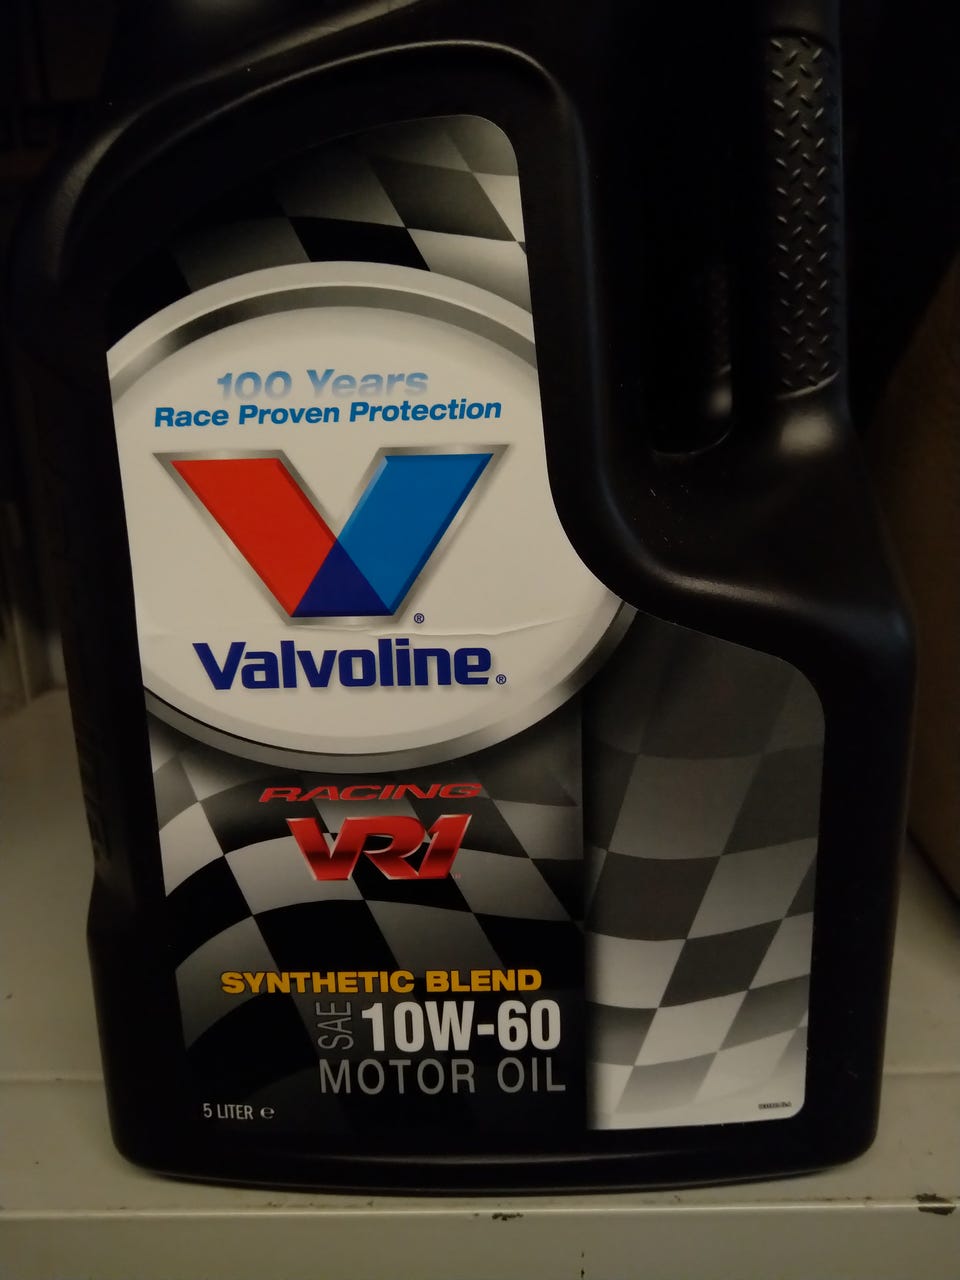 100 Years
Race Proven Protection
V®
Valvoline®
RACING
VR1
SYNTHETIC BLEND
SAE 10W-60
MOTOR OIL
5 LITER ℮